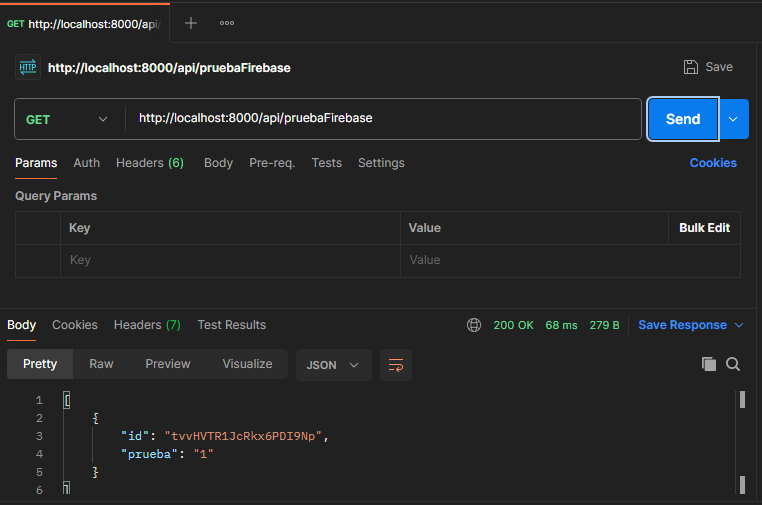 GET http://localhost:8000/api/
HTTP http://localhost:8000/api/pruebaFirebase Save
GET http://localhost:8000/api/pruebaFirebase Send
Params Auth Headers (6) Body Pre-req. Tests Settings Cookies
Query Params
Key Value Bulk Edit
Key Value
Body Cookies Headers (7) Test Results 200 OK 68 ms 279 B Save Response
Pretty Raw Preview Visualize JSON
1 [
2 {
3 "id": "tvvHVTR1JcRkx6PDI9Np",
4 "prueba": "1"
5 }
6 ]